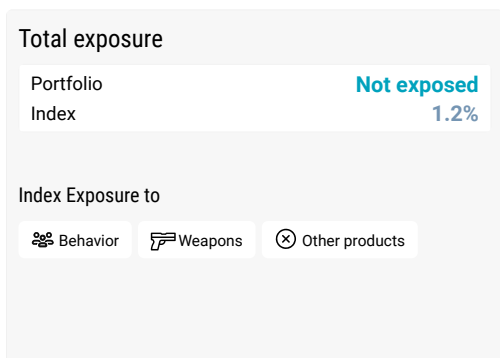 Total exposure
Portfolio Not exposed
Index 1.2%
Index Exposure to
Behavior Weapons Other products